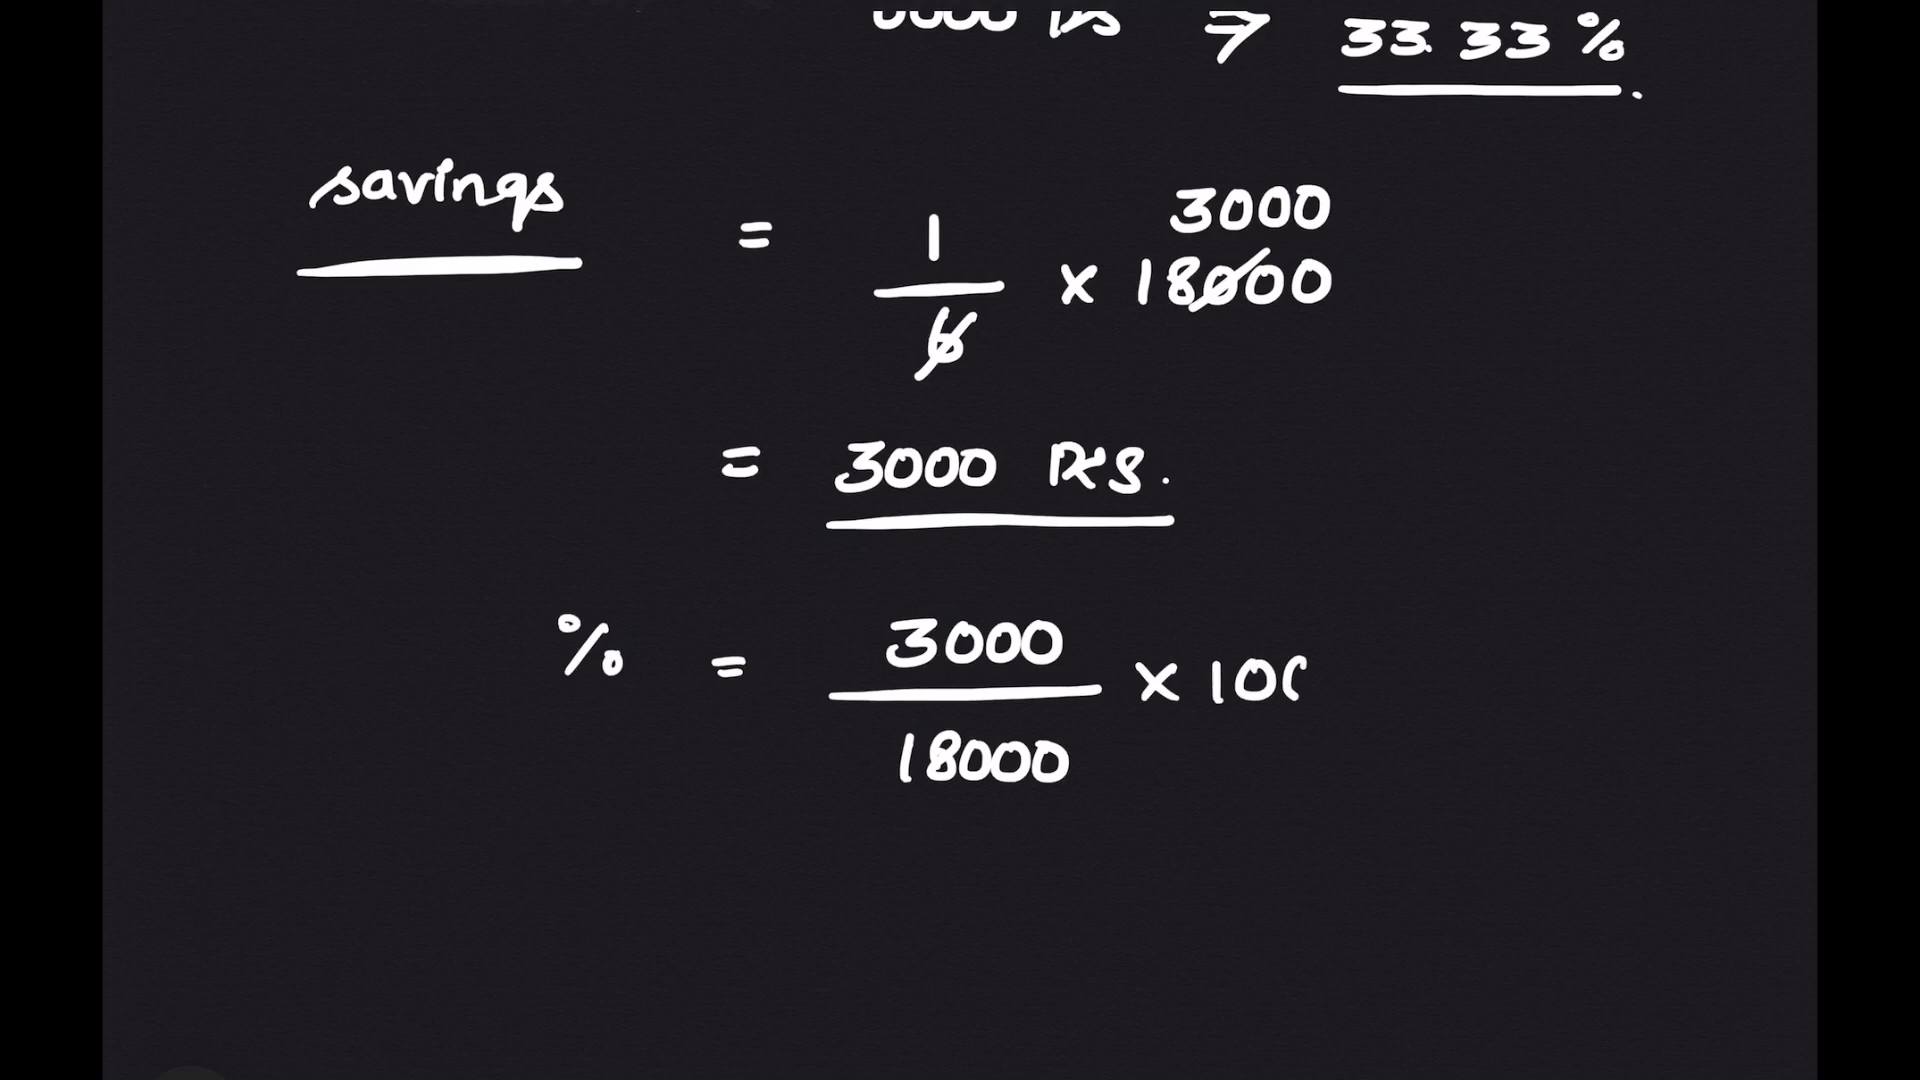 33.33 %.
savings = 1/6 x 18000 3000
= 3000 Rs.
% = 3000/18000 x 10